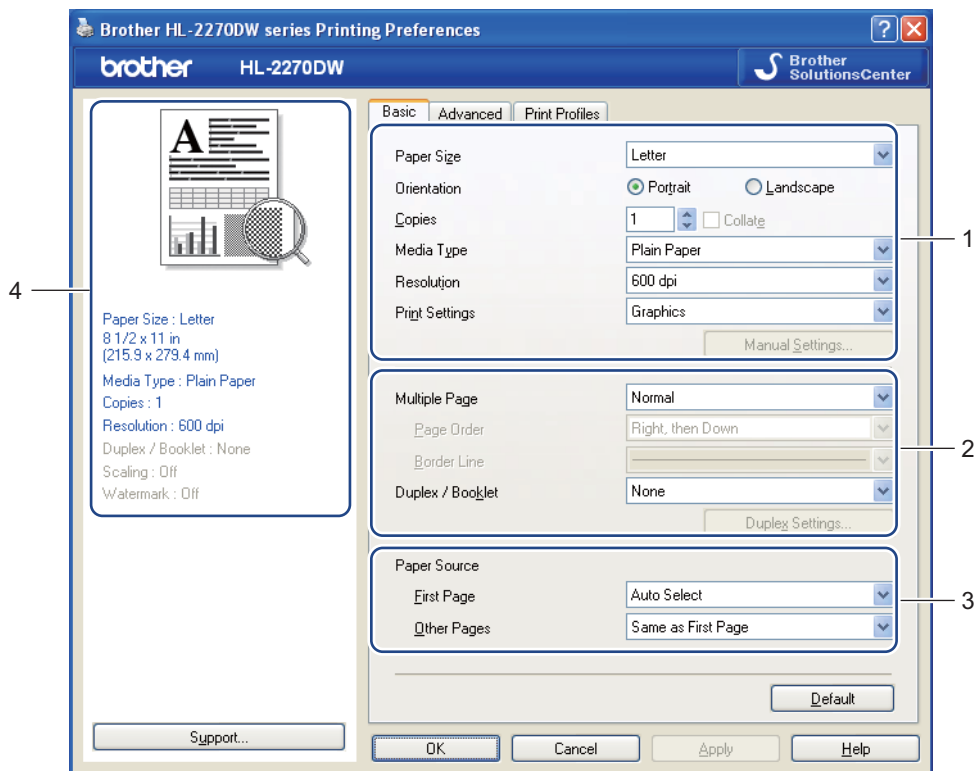 Brother HL-2270DW series Printing Preferences
brother HL-2270DW
Brother
SolutionsCenter
4
A
Paper Size : Letter
8 1/2 x 11 in
(215.9 x 279.4 mm)
Media Type : Plain Paper
Copies : 1
Resolution : 600 dpi
Duplex / Booklet : None
Scaling : Off
Watermark : Off
Support...
Basic Advanced Print Profiles
Paper Size Letter
Orientation Portrait Landscape
Copies 1 Collate
Media Type Plain Paper
Resolution 600 dpi
Print Settings Graphics
Manual Settings...
1
Multiple Page Normal
Page Order Right, then Down
Border Line
Duplex / Booklet None
Duplex Settings...
2
Paper Source
First Page Auto Select
Other Pages Same as First Page
3
Default
OK Cancel Apply Help